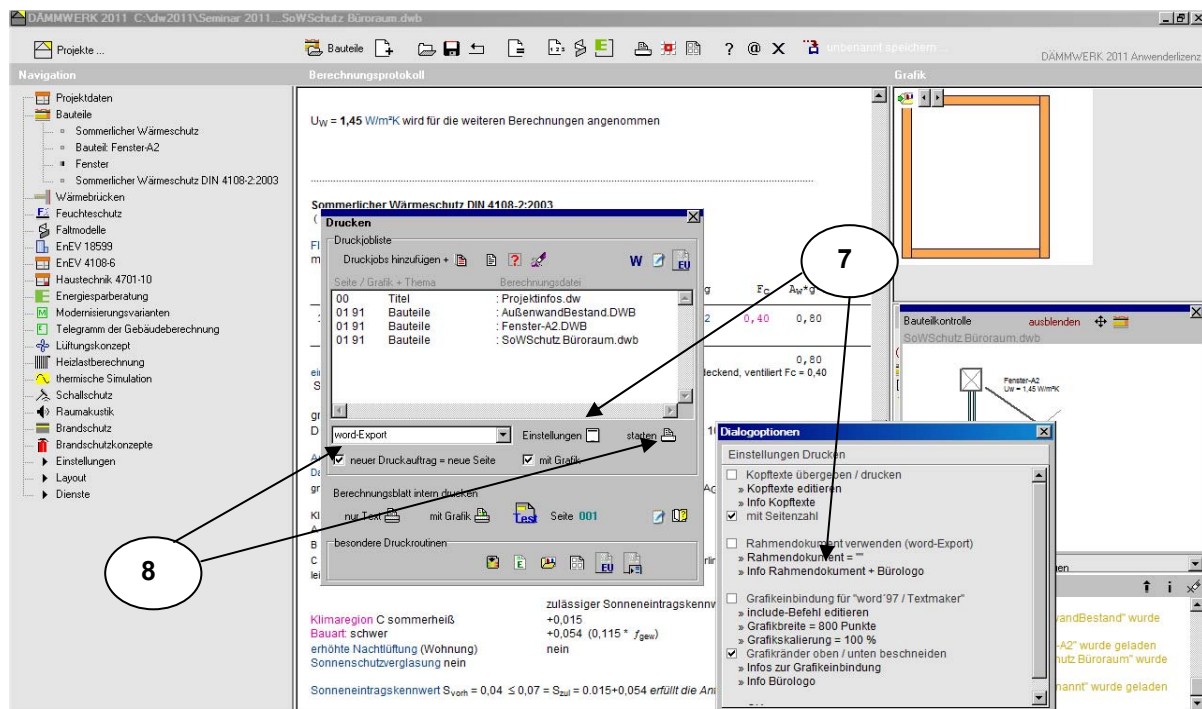 DÄMMWERK 2011 C:\dw2011\Seminar 2011...SoWSchutz Büroraum.dwb
Projekte ...
Bauteile
? @ X
unbenannt speichern ...
DÄMMWERK 2011 Anwenderlizenz
Navigation
Projektdaten
Bauteile
Sommerlicher Wärmeschutz
Bauteil: Fenster-A2
Fenster
Sommerlicher Wärmeschutz DIN 4108-2:2003
Wärmebrücken
Feuchteschutz
Faltmodelle
EnEV 18599
EnEV 4108-6
Haustechnik 4701-10
Energiesparberatung
Modernisierungsvarianten
Telegramm der Gebäudeberechnung
Lüftungskonzept
Heizlastberechnung
thermische Simulation
Schallschutz
Raumakustik
Brandschutz
Brandschutzkonzepte
Einstellungen
Layout
Dienste
Berechnungsprotokoll
UW = 1,45 W/m²K wird für die weiteren Berechnungen angenommen
Sommerlicher Wärmeschutz DIN 4108-2:2003
g FC AW*g
2 0,40 0,80
0,80
deckend, ventiliert Fc = 0,40
zulässiger Sonneneintragskennw
Klimaregion C sommerheiß +0,015
Bauart: schwer +0,054 (0,115 * fgew)
erhöhte Nachtlüftung (Wohnung) nein
Sonnenschutzverglasung nein
Sonneneintragskennwert Svorh = 0,04 ≤ 0,07 = Szul = 0.015+0,054 erfüllt die An
Drucken
Druckjobliste
Druckjobs hinzufügen +
W
EU
Seite / Grafik + Thema Berechnungsdatei
00 Titel : Projektinfos.dw
01 91 Bauteile : AußenwandBestand.DWB
01 91 Bauteile : Fenster-A2.DWB
01 91 Bauteile : SoWSchutz Büroraum.dwb
word-Export
Einstellungen
starten
neuer Druckauftrag = neue Seite
mit Grafik
Berechnungsblatt intern drucken
nur Text
mit Grafik
Test
Seite 001
besondere Druckroutinen
EU
7
8
Grafik
Bauteilkontrolle ausblenden
SoWSchutz Büroraum.dwb
Fenster-A2
Uw = 1,45 W/m²K
Dialogoptionen
Einstellungen Drucken
Kopftexte übergeben / drucken
» Kopftexte editieren
» Info Kopftexte
mit Seitenzahl
Rahmendokument verwenden (word-Export)
» Rahmendokument = ""
» Info Rahmendokument + Bürologo
Grafikeinbindung für "word´97 / Textmaker"
» include-Befehl editieren
» Grafikbreite = 800 Punkte
» Grafikskalierung = 100 %
Grafikränder oben / unten beschneiden
» Infos zur Grafikeinbindung
» Info Bürologo
andBestand" wurde
-A2" wurde geladen
hutz Büroraum" wurde
nannt" wurde geladen